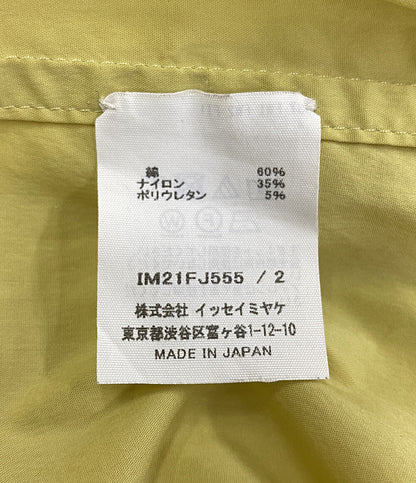 綿 60%
ナイロン 35%
ポリウレタン 5%
IM21FJ555 / 2
株式会社 イッセイミヤケ
東京都渋谷区富ヶ谷1-12-10
MADE IN JAPAN